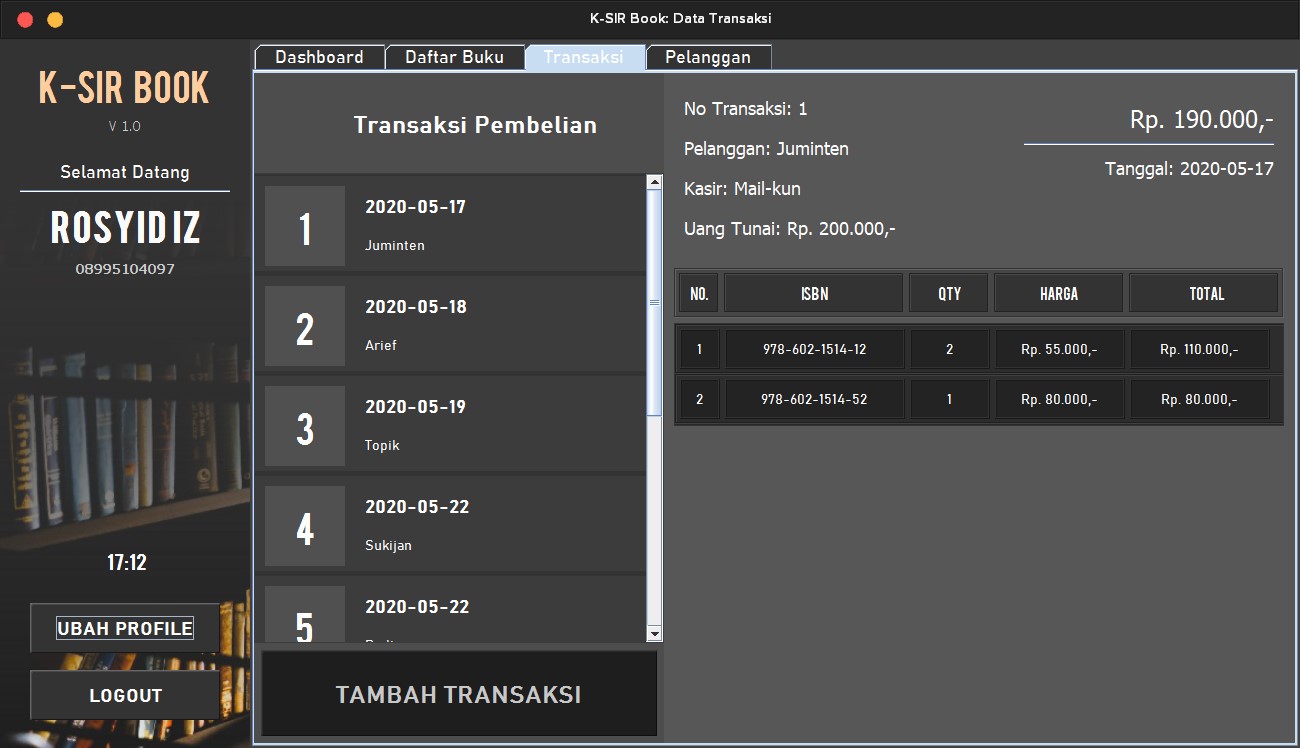 K-SIR Book: Data Transaksi
K-SIR BOOK
V 1.0
Selamat Datang
ROSYID IZ
08995104097
17:12
UBAH PROFILE
LOGOUT
Dashboard
Daftar Buku
Transaksi
Pelanggan
Transaksi Pembelian
1
2020-05-17
Juminten
2
2020-05-18
Arief
3
2020-05-19
Topik
4
2020-05-22
Sukijan
5
2020-05-22
TAMBAH TRANSAKSI
No Transaksi: 1
Pelanggan: Juminten
Kasir: Mail-kun
Uang Tunai: Rp. 200.000,-
Rp. 190.000,-
Tanggal: 2020-05-17
NO. ISBN QTY HARGA TOTAL
1 978-602-1514-12 2 Rp. 55.000,- Rp. 110.000,-
2 978-602-1514-52 1 Rp. 80.000,- Rp. 80.000,-